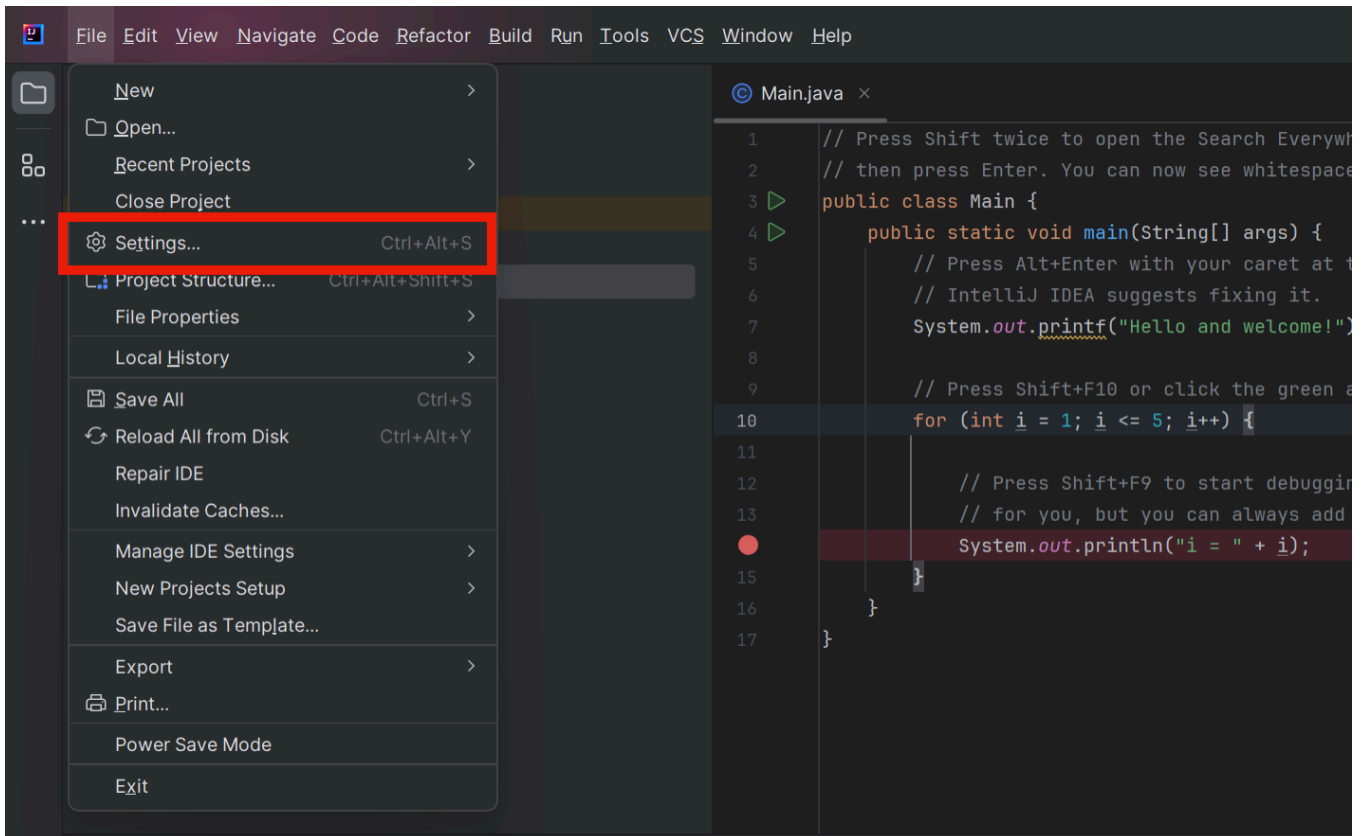 File Edit View Navigate Code Refactor Build Run Tools VCS Window Help
New
Open...
Recent Projects
Close Project
Settings... Ctrl+Alt+S
Project Structure... Ctrl+Alt+Shift+S
File Properties
Local History
Save All Ctrl+S
Reload All from Disk Ctrl+Alt+Y
Repair IDE
Invalidate Caches...
Manage IDE Settings
New Projects Setup
Save File as Template...
Export
Print...
Power Save Mode
Exit
Main.java
1 // Press Shift twice to open the Search
2 // then press Enter. You can now see whitespace
3 public class Main {
4 public static void main(String[] args) {
5 // Press Alt+Enter with your caret at
6 // IntelliJ IDEA suggests fixing it.
7 System.out.printf("Hello and welcome!")
8
9 // Press Shift+F10 or click the green
10 for (int i = 1; i <= 5; i++) {
11
12 // Press Shift+F9 to start
13 // for you, but you can always add
System.out.println("i = " + i);
15 }
16 }
17 }